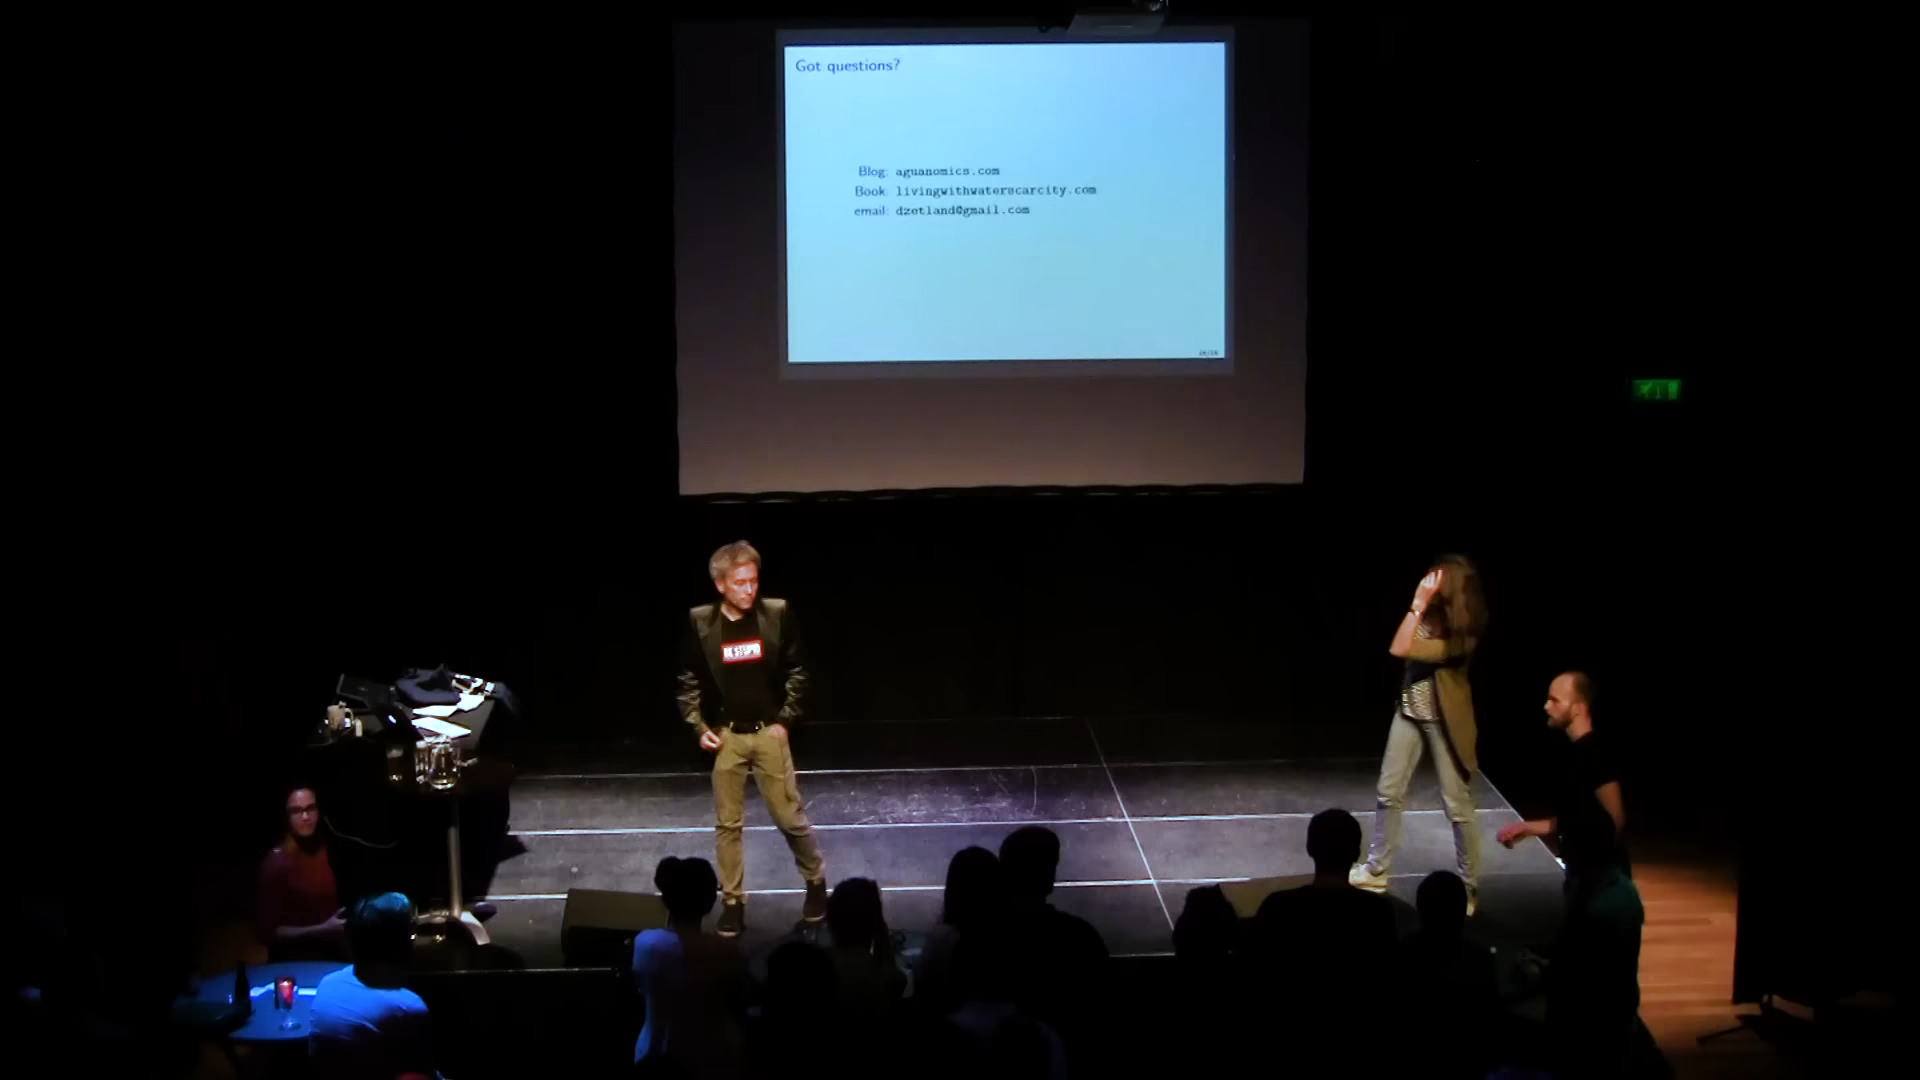 Got questions?
Blog: aguanomics.com
Book: livingwithwaterscarcity.com
email: dzetland@gmail.com